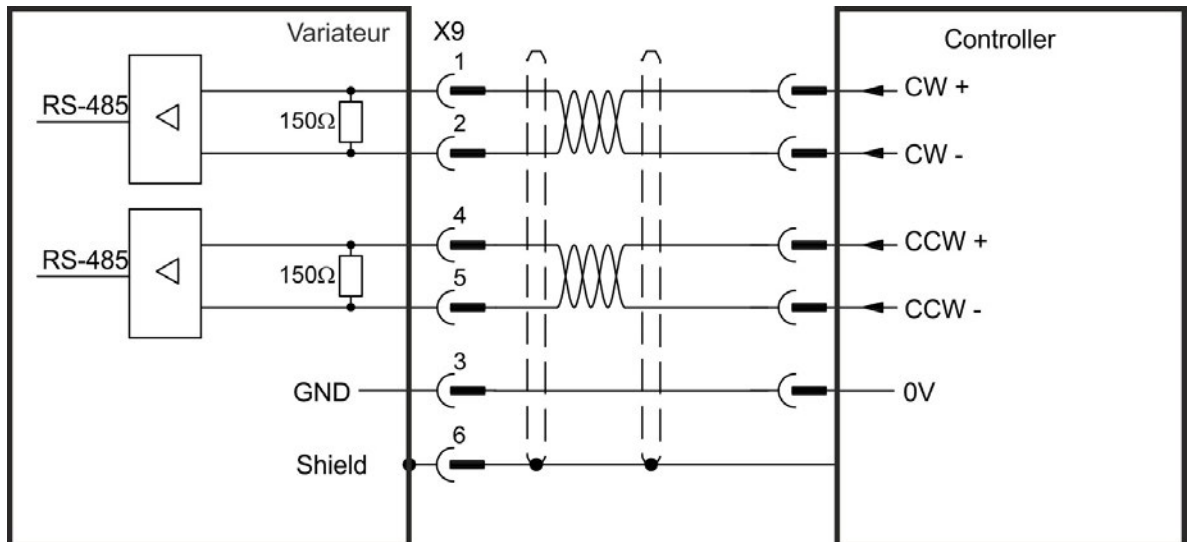 Variateur
X9
Controller
1
CW +
RS-485
150Ω
2
CW -
4
CCW +
RS-485
150Ω
5
CCW -
3
GND
0V
6
Shield